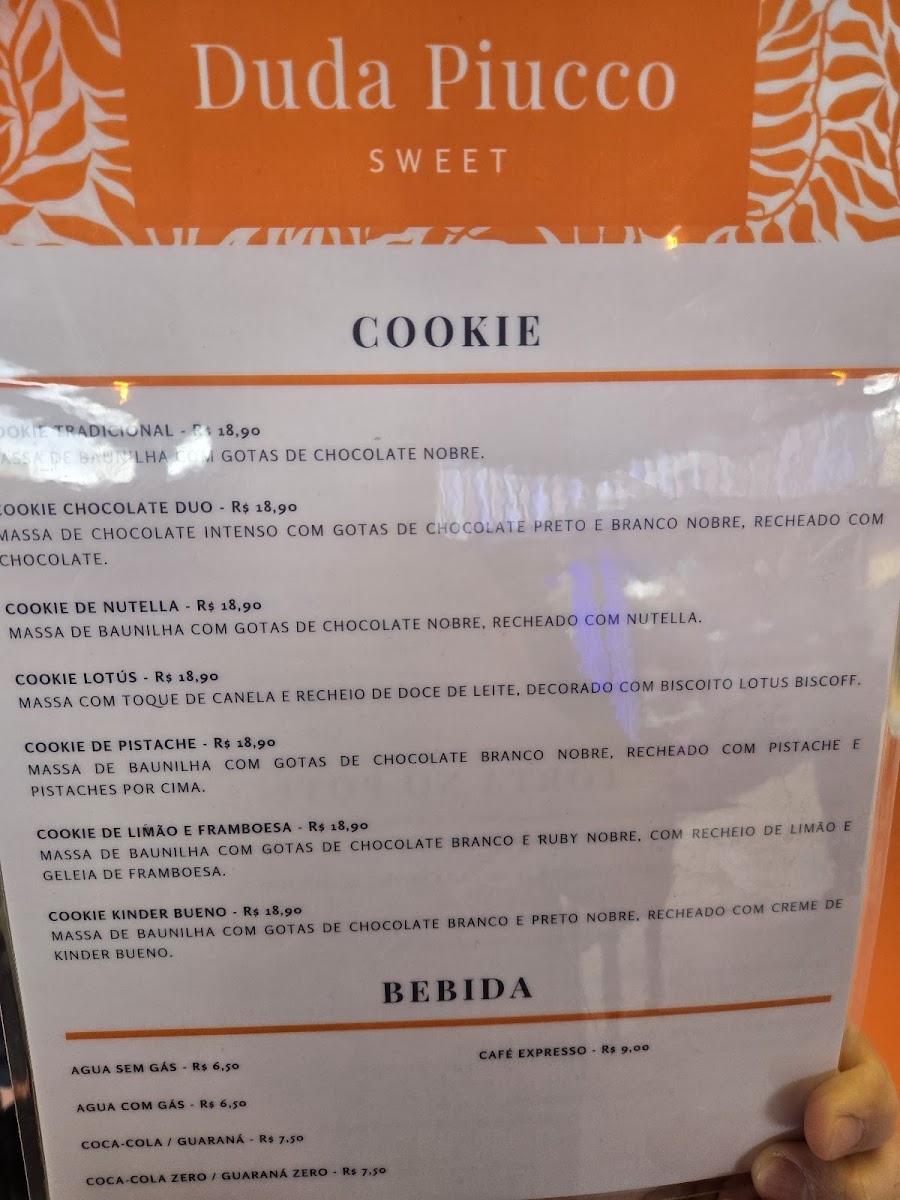 Duda Piucco
SWEET
COOKIE
COOKIE TRADICIONAL - R$ 18,90
MASSA DE BAUNILHA COM GOTAS DE CHOCOLATE NOBRE.
COOKIE CHOCOLATE DUO - R$ 18,90
MASSA DE CHOCOLATE INTENSO COM GOTAS DE CHOCOLATE PRETO E BRANCO NOBRE, RECHEADO COM
CHOCOLATE.
COOKIE DE NUTELLA - R$ 18,90
MASSA DE BAUNILHA COM GOTAS DE CHOCOLATE NOBRE, RECHEADO COM NUTELLA.
COOKIE LOTÚS - R$ 18,90
MASSA COM TOQUE DE CANELA E RECHEIO DE DOCE DE LEITE, DECORADO COM BISCOITO LOTUS BISCOFF.
COOKIE DE PISTACHE - R$ 18,90
MASSA DE BAUNILHA COM GOTAS DE CHOCOLATE BRANCO NOBRE, RECHEADO COM PISTACHE E
PISTACHES POR CIMA.
COOKIE DE LIMÃO E FRAMBOESA - R$ 18,90
MASSA DE BAUNILHA COM GOTAS DE CHOCOLATE BRANCO E RUBY NOBRE, COM RECHEIO DE LIMÃO E
GELEIA DE FRAMBOESA.
COOKIE KINDER BUENO - R$ 18,90
MASSA DE BAUNILHA COM GOTAS DE CHOCOLATE BRANCO E PRETO NOBRE, RECHEADO COM CREME DE
KINDER BUENO.
BEBIDA
AGUA SEM GÁS - R$ 6,50
CAFÉ EXPRESSO - R$ 9,00
AGUA COM GÁS - R$ 6,50
COCA-COLA / GUARANÁ - R$ 7,50
COCA-COLA ZERO / GUARANÁ ZERO - R$ 7,50